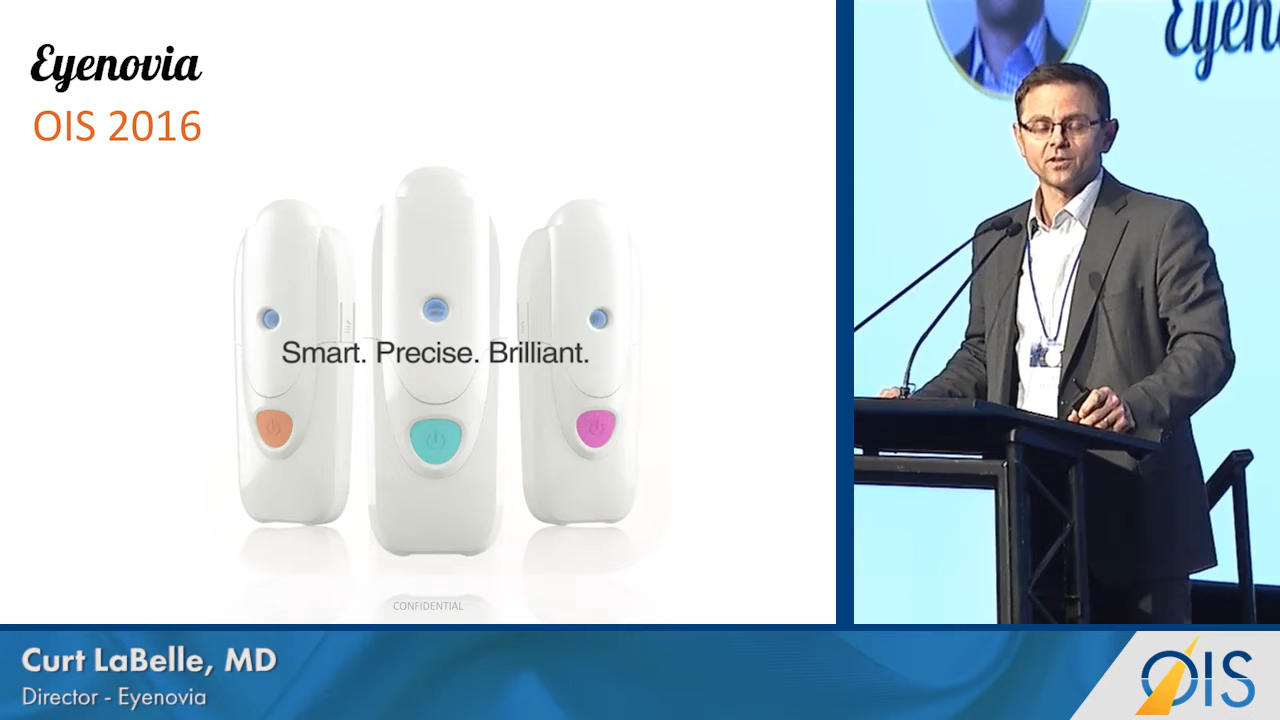 Eyenovia
OIS 2016
Smart. Precise. Brilliant.
CONFIDENTIAL
Curt LaBelle, MD
Director - Eyenovia
OIS